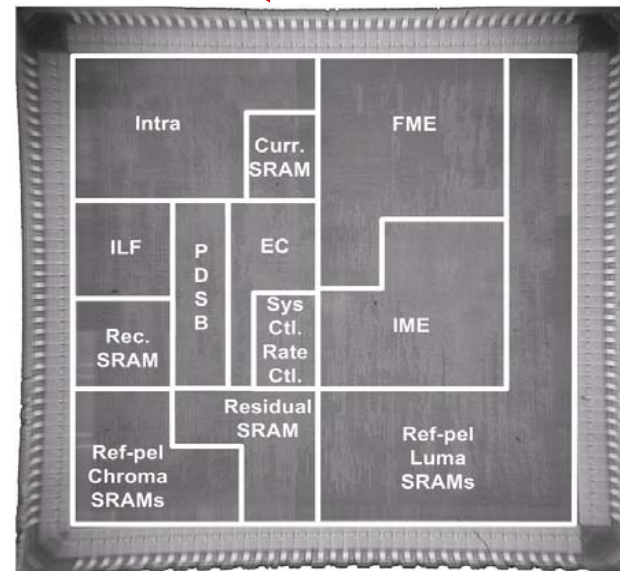 Intra
Curr.
SRAM
FME
ILF
P
D
S
B
EC
Sys
Ctl.
Rate
Ctl.
IME
Rec.
SRAM
Residual
SRAM
Ref-pel
Chroma
SRAMs
Ref-pel
Luma
SRAMs